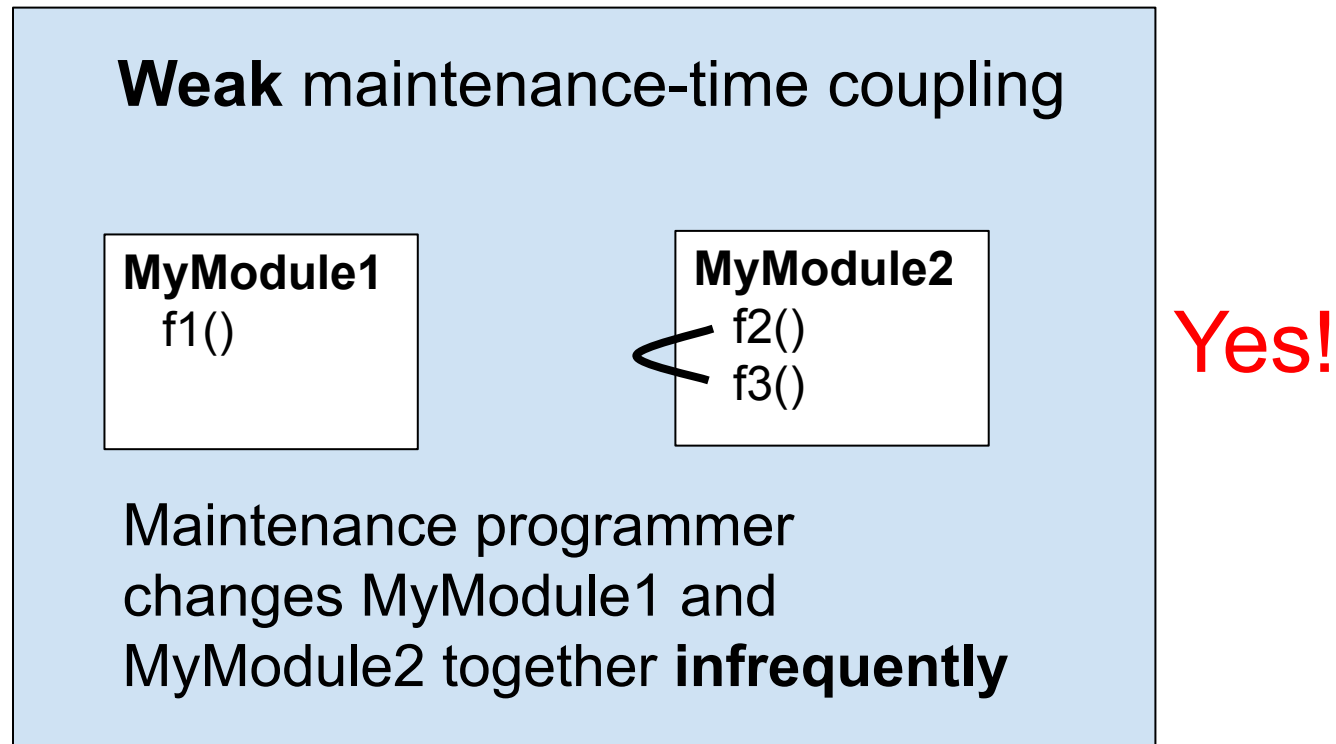 Weak maintenance-time coupling
MyModule1
f1()
MyModule2
f2()
f3()
Yes!
Maintenance programmer
changes MyModule1 and
MyModule2 together infrequently